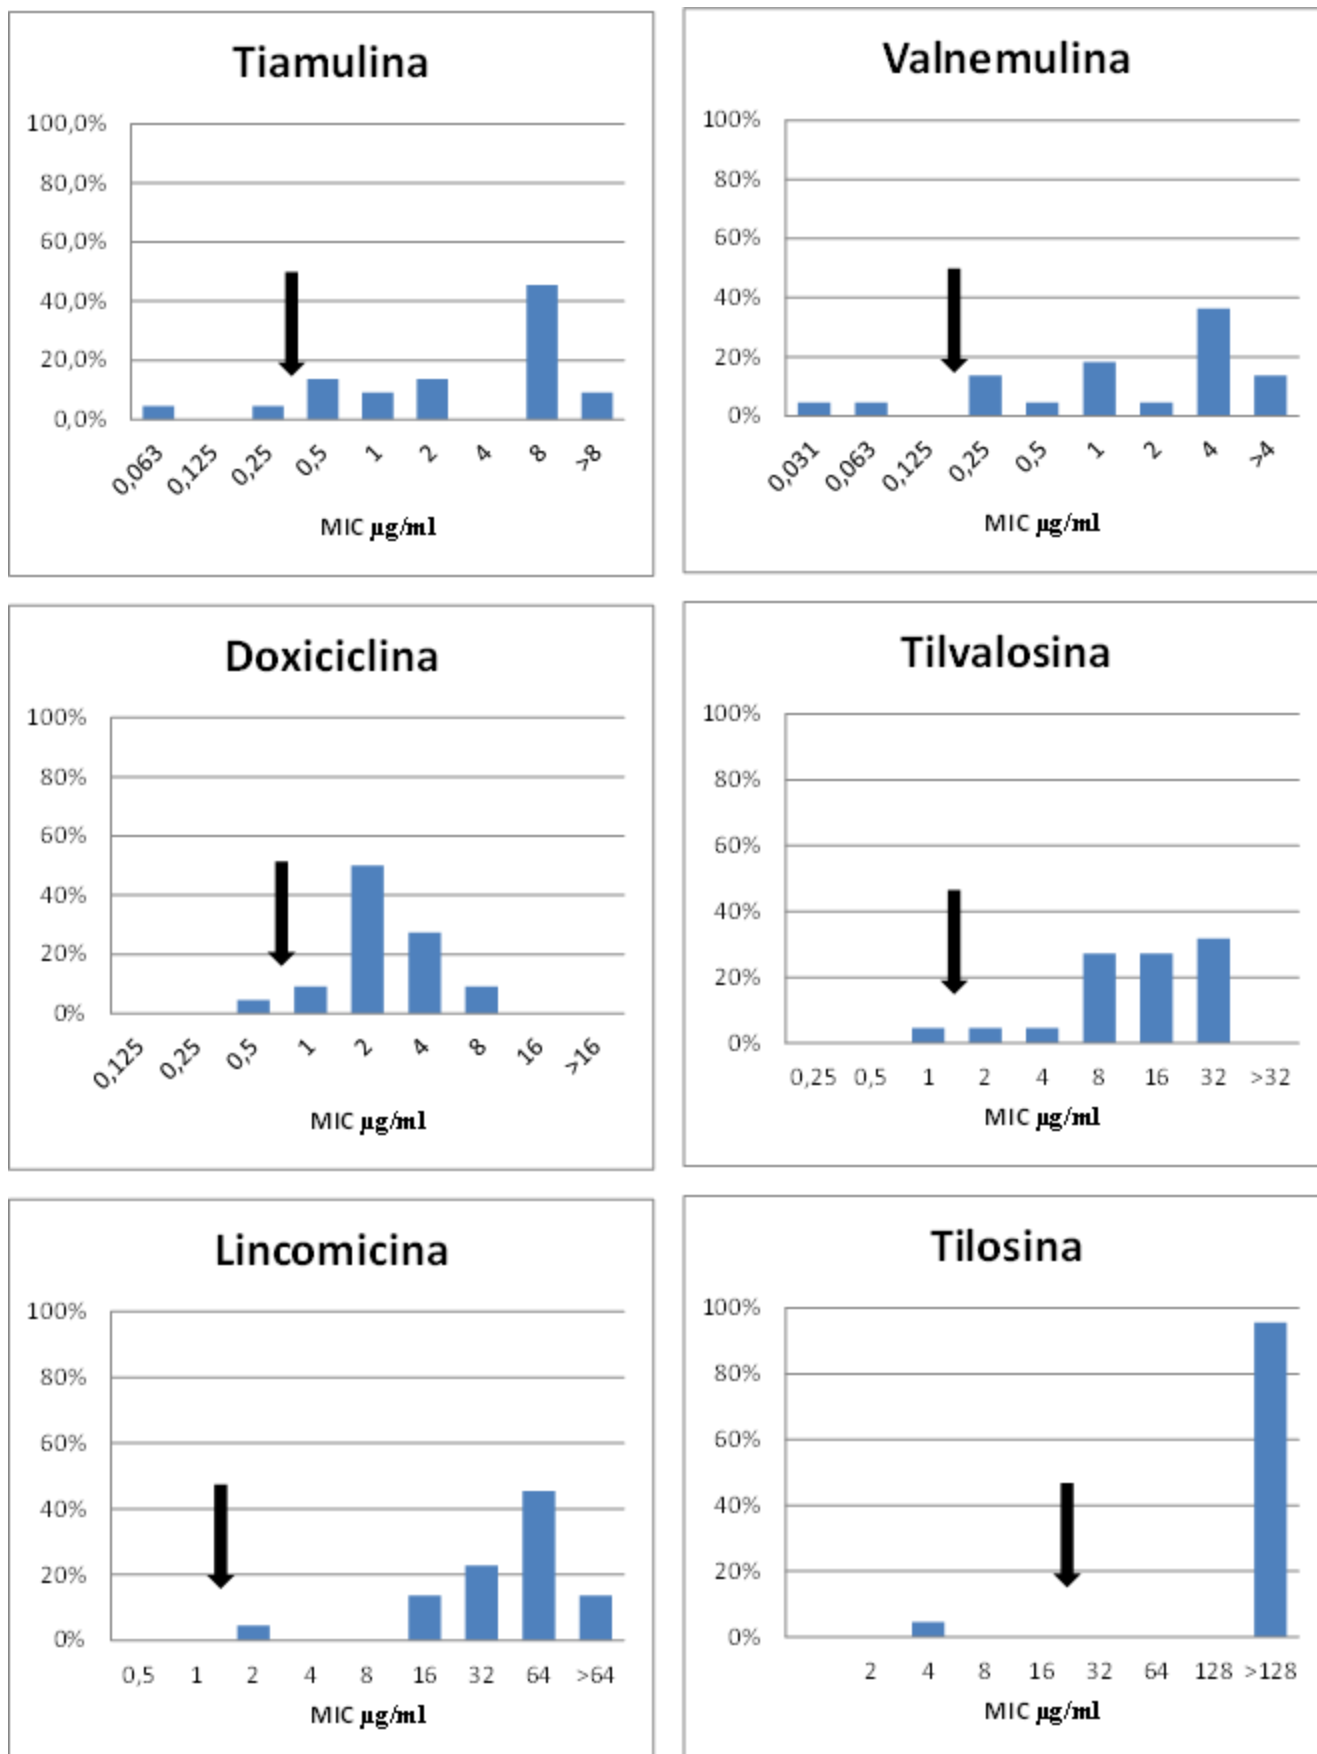 Tiamulina
100,0%
80,0%
60,0%
40,0%
20,0%
0,0%
0,063 0,125 0,25 0,5 1 2 4 8 >8
MIC µg/ml
Valnemulina
100%
80%
60%
40%
20%
0%
0,031 0,063 0,125 0,25 0,5 1 2 4 >4
MIC µg/ml
Doxiciclina
100%
80%
60%
40%
20%
0%
0,125 0,25 0,5 1 2 4 8 16 >16
MIC µg/ml
Tilvalosina
100%
80%
60%
40%
20%
0%
0,25 0,5 1 2 4 8 16 32 >32
MIC µg/ml
Lincomicina
100%
80%
60%
40%
20%
0%
0,5 1 2 4 8 16 32 64 >64
MIC µg/ml
Tilosina
100%
80%
60%
40%
20%
0%
2 4 8 16 32 64 128 >128
MIC µg/ml